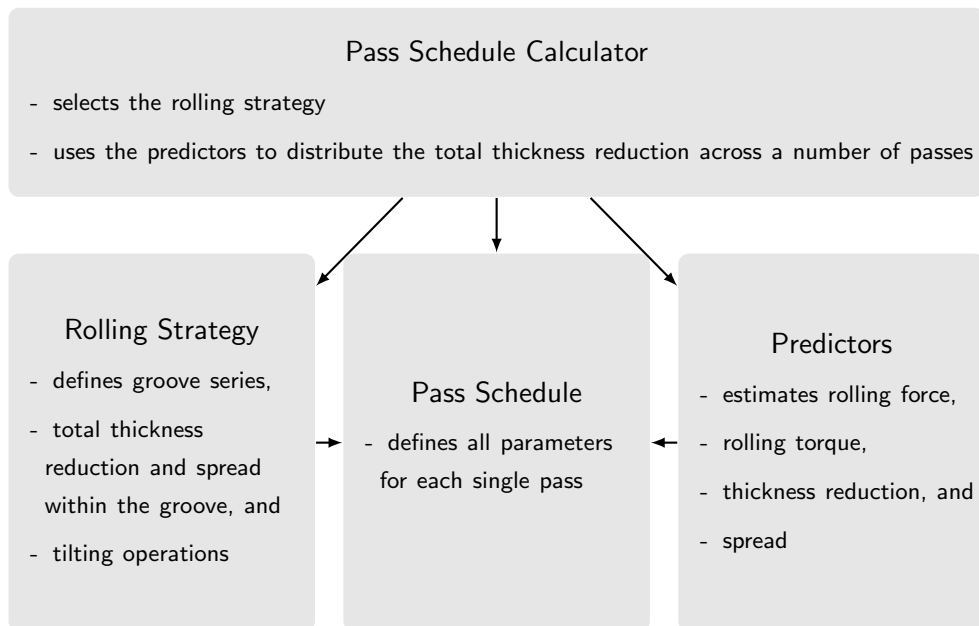 Pass Schedule Calculator
- selects the rolling strategy
- uses the predictors to distribute the total thickness reduction across a number of passes
Rolling Strategy
- defines groove series,
- total thickness
reduction and spread
within the groove, and
- tilting operations
Pass Schedule
- defines all parameters
for each single pass
Predictors
- estimates rolling force,
- rolling torque,
- thickness reduction, and
- spread